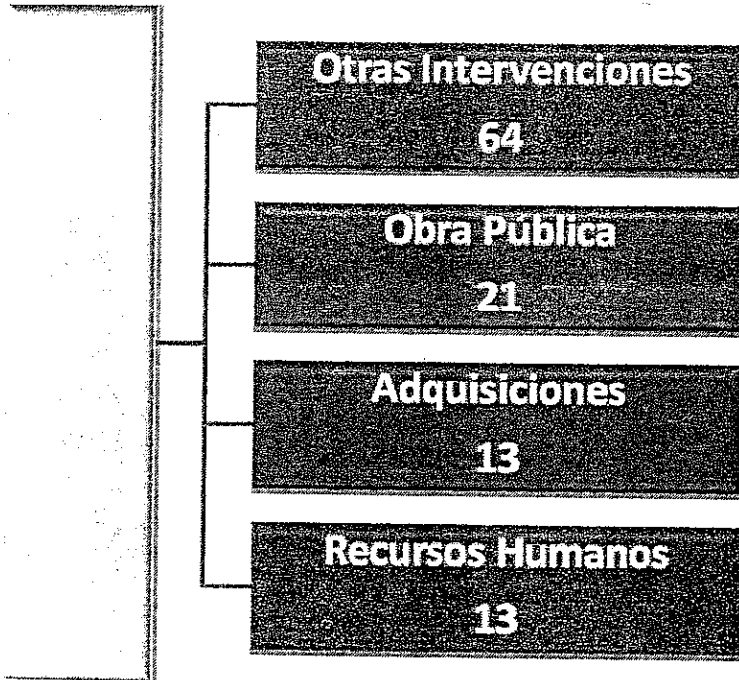 Otras Intervenciones
64
Obra Pública
21
Adquisiciones
13
Recursos Humanos
13